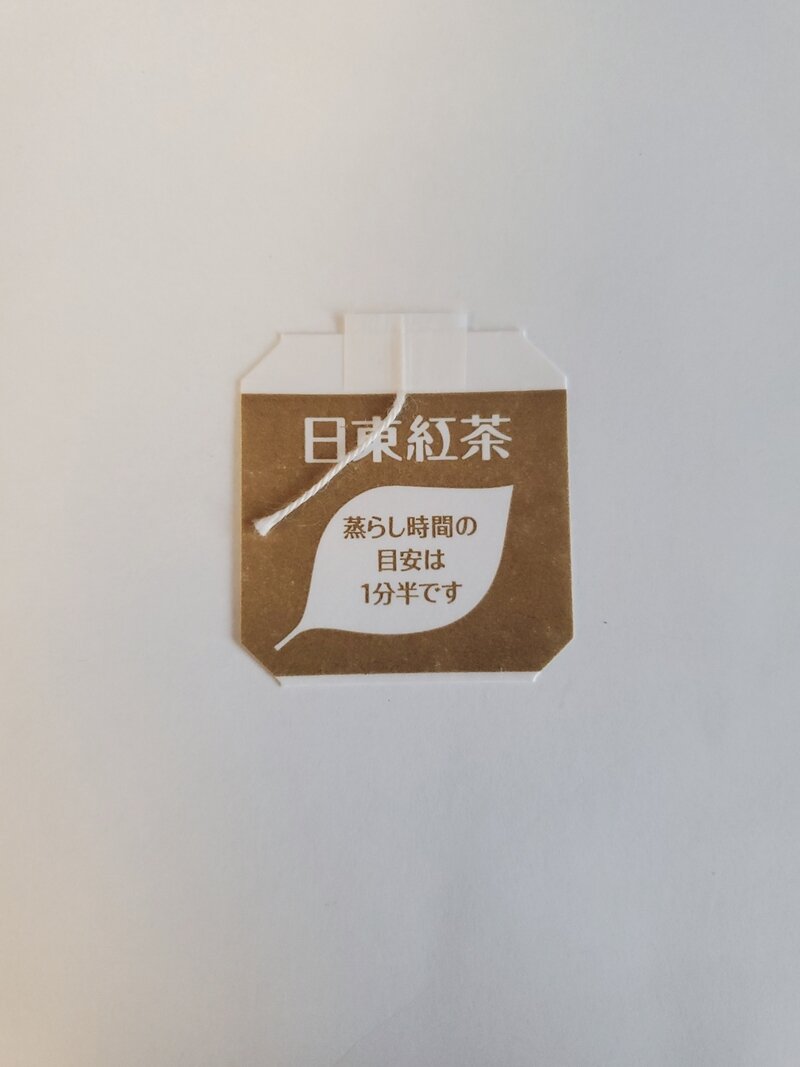 日東紅茶
蒸らし時間の
目安は
1分半です